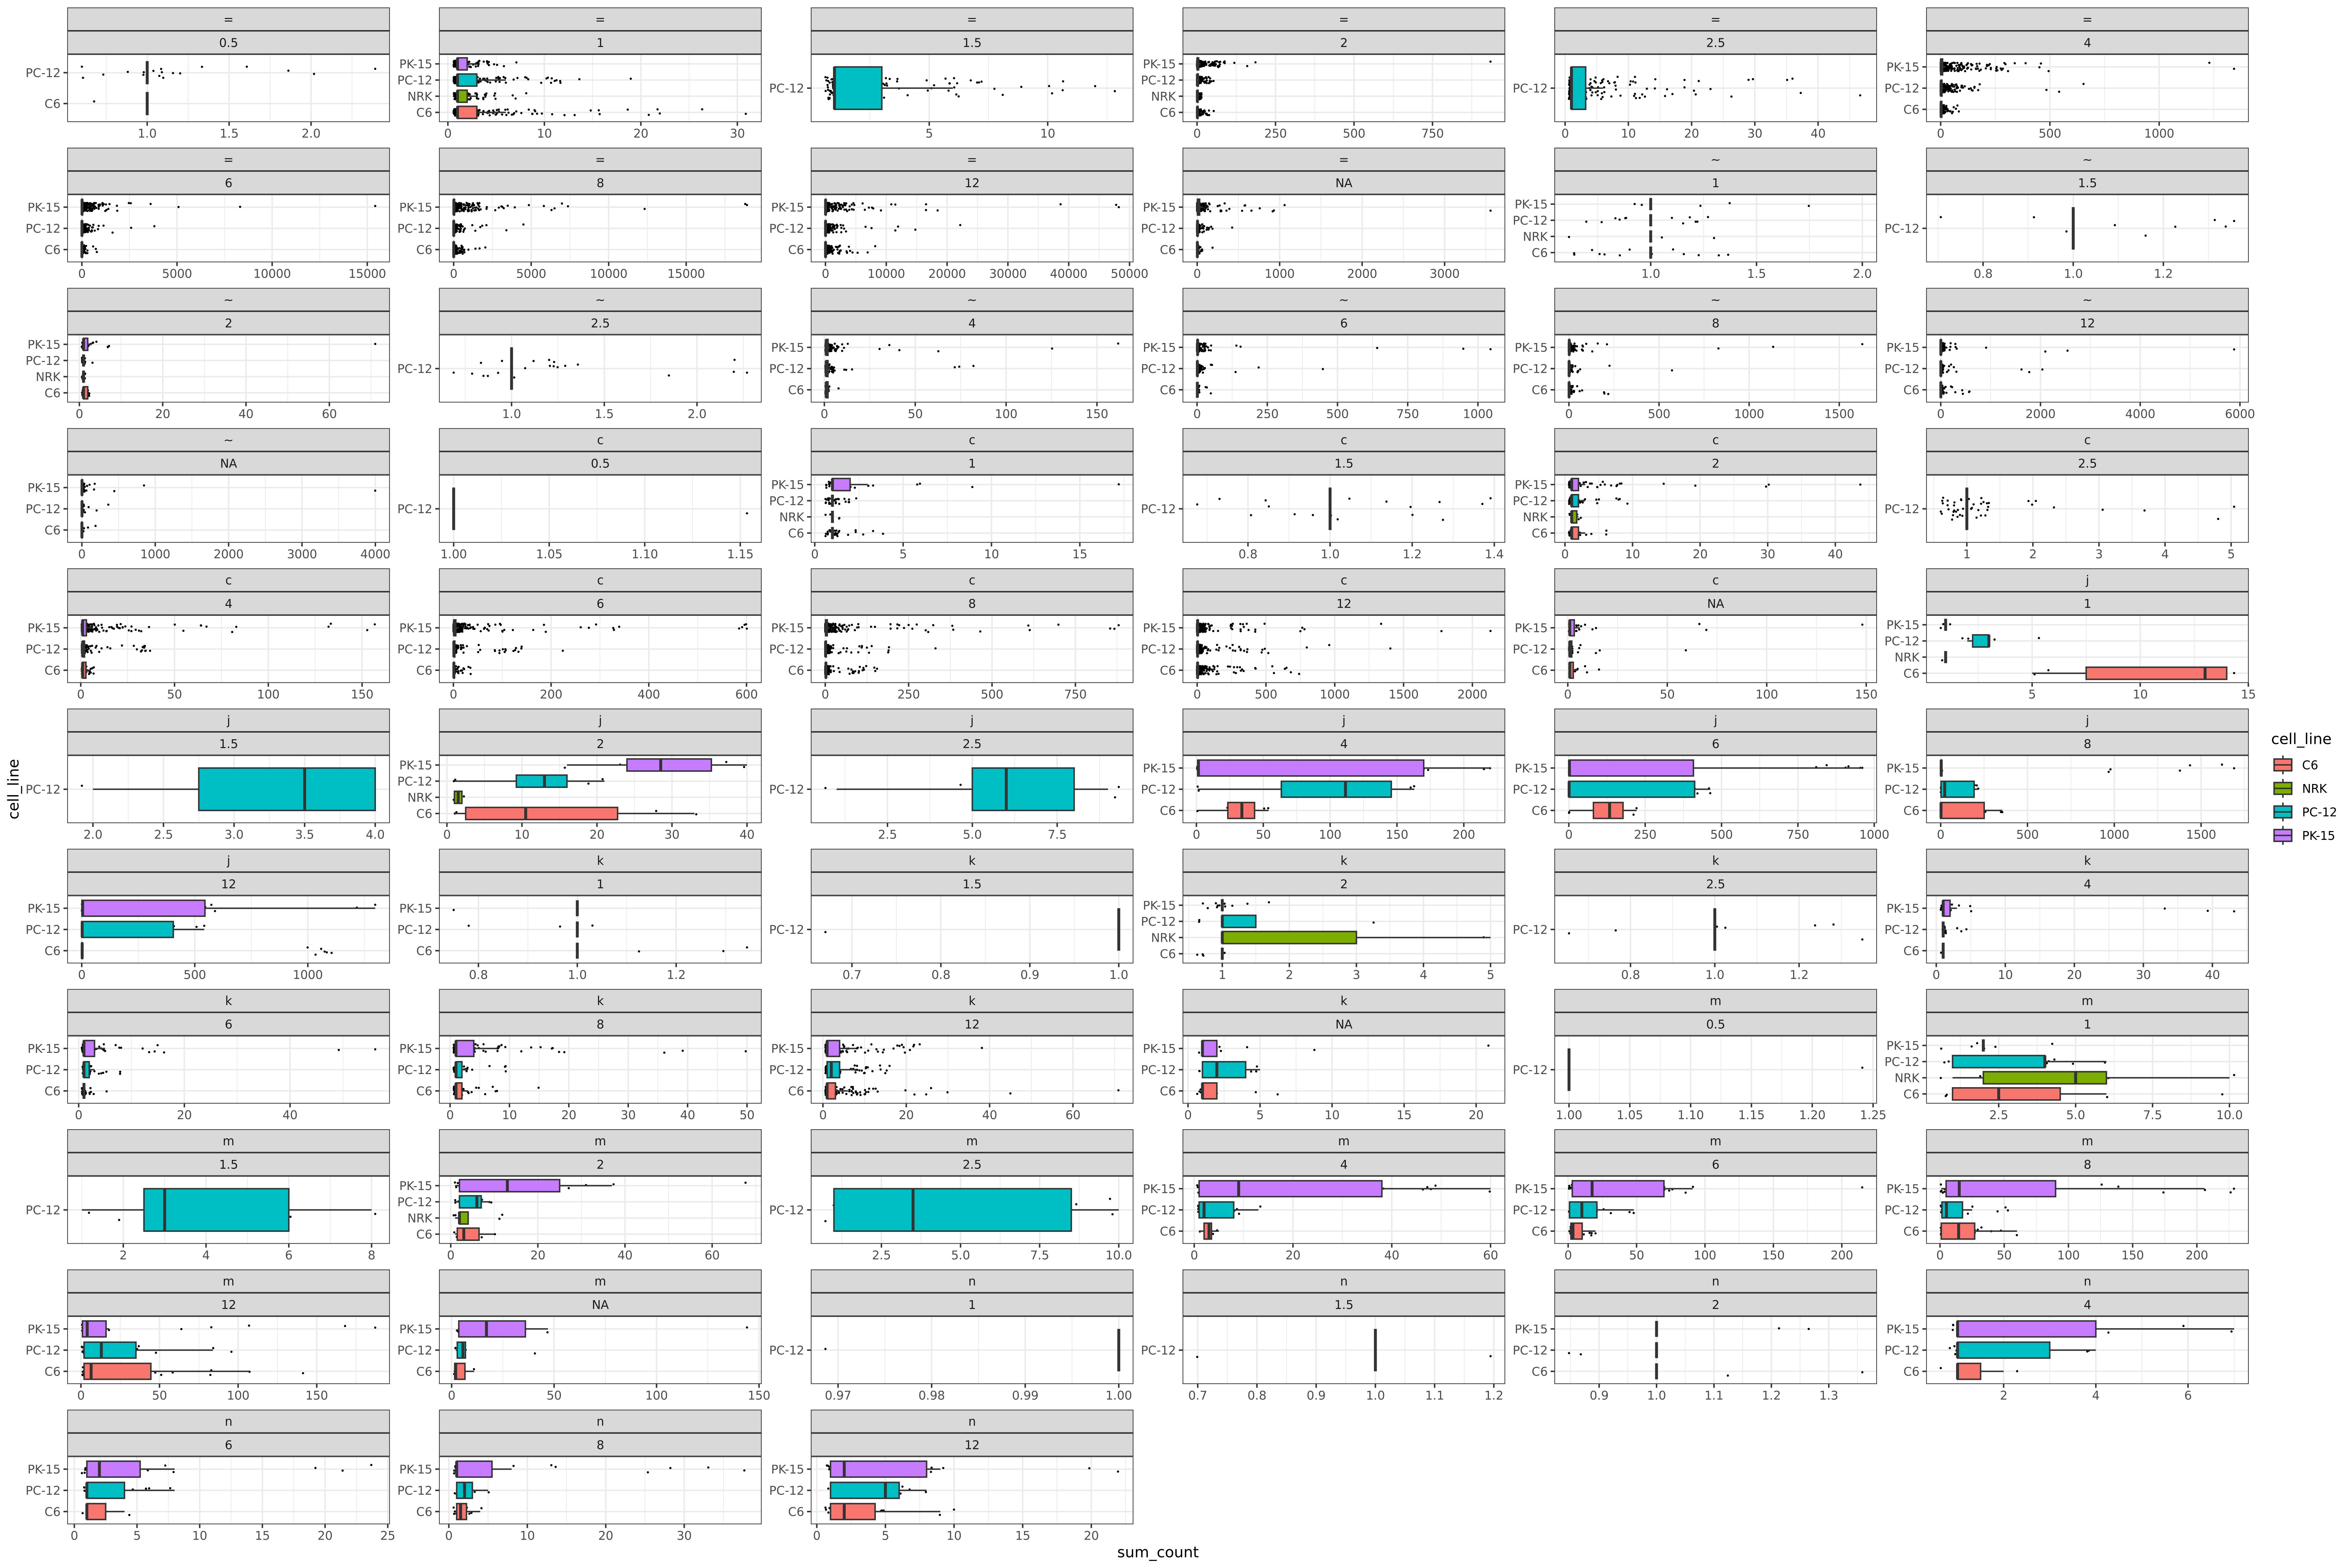 = = = = = =
0.5 1 1.5 2 2.5 4
PC-12 C6 PK-15 PC-12 NRK C6 PC-12 PK-15 PC-12 NRK C6 PC-12 PK-15 PC-12 C6
1.0 1.5 2.0 0 10 20 30 5 10 0 250 500 750 0 10 20 30 40 0 500 1000
= = = = ~ ~
6 8 12 NA 1 1.5
PK-15 PC-12 C6 PK-15 PC-12 C6 PK-15 PC-12 C6 PK-15 PC-12 C6 PK-15 PC-12 NRK C6 PC-12
0 5000 10000 15000 0 5000 10000 15000 0 10000 20000 30000 40000 50000 0 1000 2000 3000 1.0 1.5 2.0 0.8 1.0 1.2
~ ~ ~ ~ ~ ~
2 2.5 4 6 8 12
PK-15 PC-12 NRK C6 PC-12 PK-15 PC-12 C6 PK-15 PC-12 C6 PK-15 PC-12 C6 PK-15 PC-12 C6
0 20 40 60 1.0 1.5 2.0 0 50 100 150 0 250 500 750 1000 0 500 1000 1500 0 2000 4000 6000
~ c c c c c
NA 0.5 1 1.5 2 2.5
PK-15 PC-12 C6 PC-12 PK-15 PC-12 NRK C6 PC-12 PK-15 PC-12 NRK C6 PC-12
0 1000 2000 3000 4000 1.00 1.05 1.10 1.15 0 5 10 15 0.8 1.0 1.2 1.4 0 10 20 30 40 1 2 3 4 5
c c c c c j
4 6 8 12 NA 1
PK-15 PC-12 C6 PK-15 PC-12 C6 PK-15 PC-12 C6 PK-15 PC-12 C6 PK-15 PC-12 C6 PK-15 PC-12 NRK C6
0 50 100 150 0 200 400 600 0 250 500 750 0 500 1000 1500 2000 0 50 100 150 5 10 15
j j j j j j
1.5 2 2.5 4 6 8
PC-12 PK-15 PC-12 NRK C6 PC-12 PK-15 PC-12 C6 PK-15 PC-12 C6 PK-15 PC-12 C6
2.0 2.5 3.0 3.5 4.0 0 10 20 30 40 2.5 5.0 7.5 0 50 100 150 200 0 250 500 750 1000 0 500 1000 1500
j k k k k k
12 1 1.5 2 2.5 4
PK-15 PC-12 C6 PK-15 PC-12 C6 PC-12 PK-15 PC-12 NRK C6 PC-12 PK-15 PC-12 C6
0 500 1000 0.8 1.0 1.2 0.7 0.8 0.9 1.0 1 2 3 4 5 0.8 1.0 1.2 0 10 20 30 40
k k k k m m
6 8 12 NA 0.5 1
PK-15 PC-12 C6 PK-15 PC-12 C6 PK-15 PC-12 C6 PK-15 PC-12 C6 PC-12 PK-15 PC-12 NRK C6
0 20 40 0 10 20 30 40 50 0 20 40 60 0 5 10 15 20 1.00 1.05 1.10 1.15 1.20 1.25 2.5 5.0 7.5 10.0
m m m m m m
1.5 2 2.5 4 6 8
PC-12 PK-15 PC-12 NRK C6 PC-12 PK-15 PC-12 C6 PK-15 PC-12 C6 PK-15 PC-12 C6
2 4 6 8 0 20 40 60 2.5 5.0 7.5 10.0 0 20 40 60 0 50 100 150 200 0 50 100 150 200
m m n n n n
12 NA 1 1.5 2 4
PK-15 PC-12 C6 PK-15 PC-12 C6 PC-12 PC-12 PK-15 PC-12 C6 PK-15 PC-12 C6
0 50 100 150 0 50 100 150 0.97 0.98 0.99 1.00 0.7 0.8 0.9 1.0 1.1 1.2 0.9 1.0 1.1 1.2 1.3 2 4 6
n n n
6 8 12
PK-15 PC-12 C6 PK-15 PC-12 C6 PK-15 PC-12 C6
0 5 10 15 20 25 0 10 20 30 0 5 10 15 20
sum_count
cell_line
cell_line
C6
NRK
PC-12
PK-15